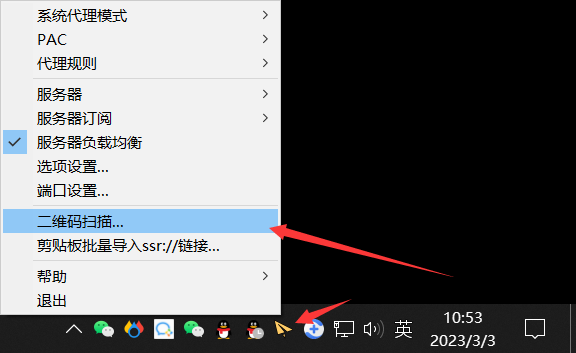 系统代理模式
PAC
代理规则
服务器
服务器订阅
服务器负载均衡
选项设置...
端口设置...
二维码扫描...
剪贴板批量导入ssr://链接...
帮助
退出
英
10:53
2023/3/3